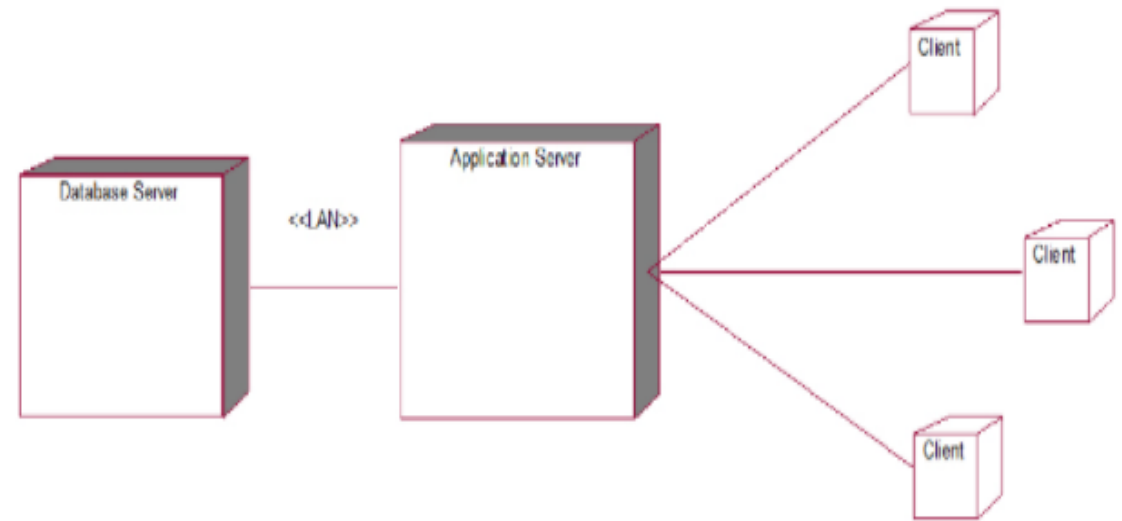 Client
Application Server
Database Server
<<LAN>>
Client
Client